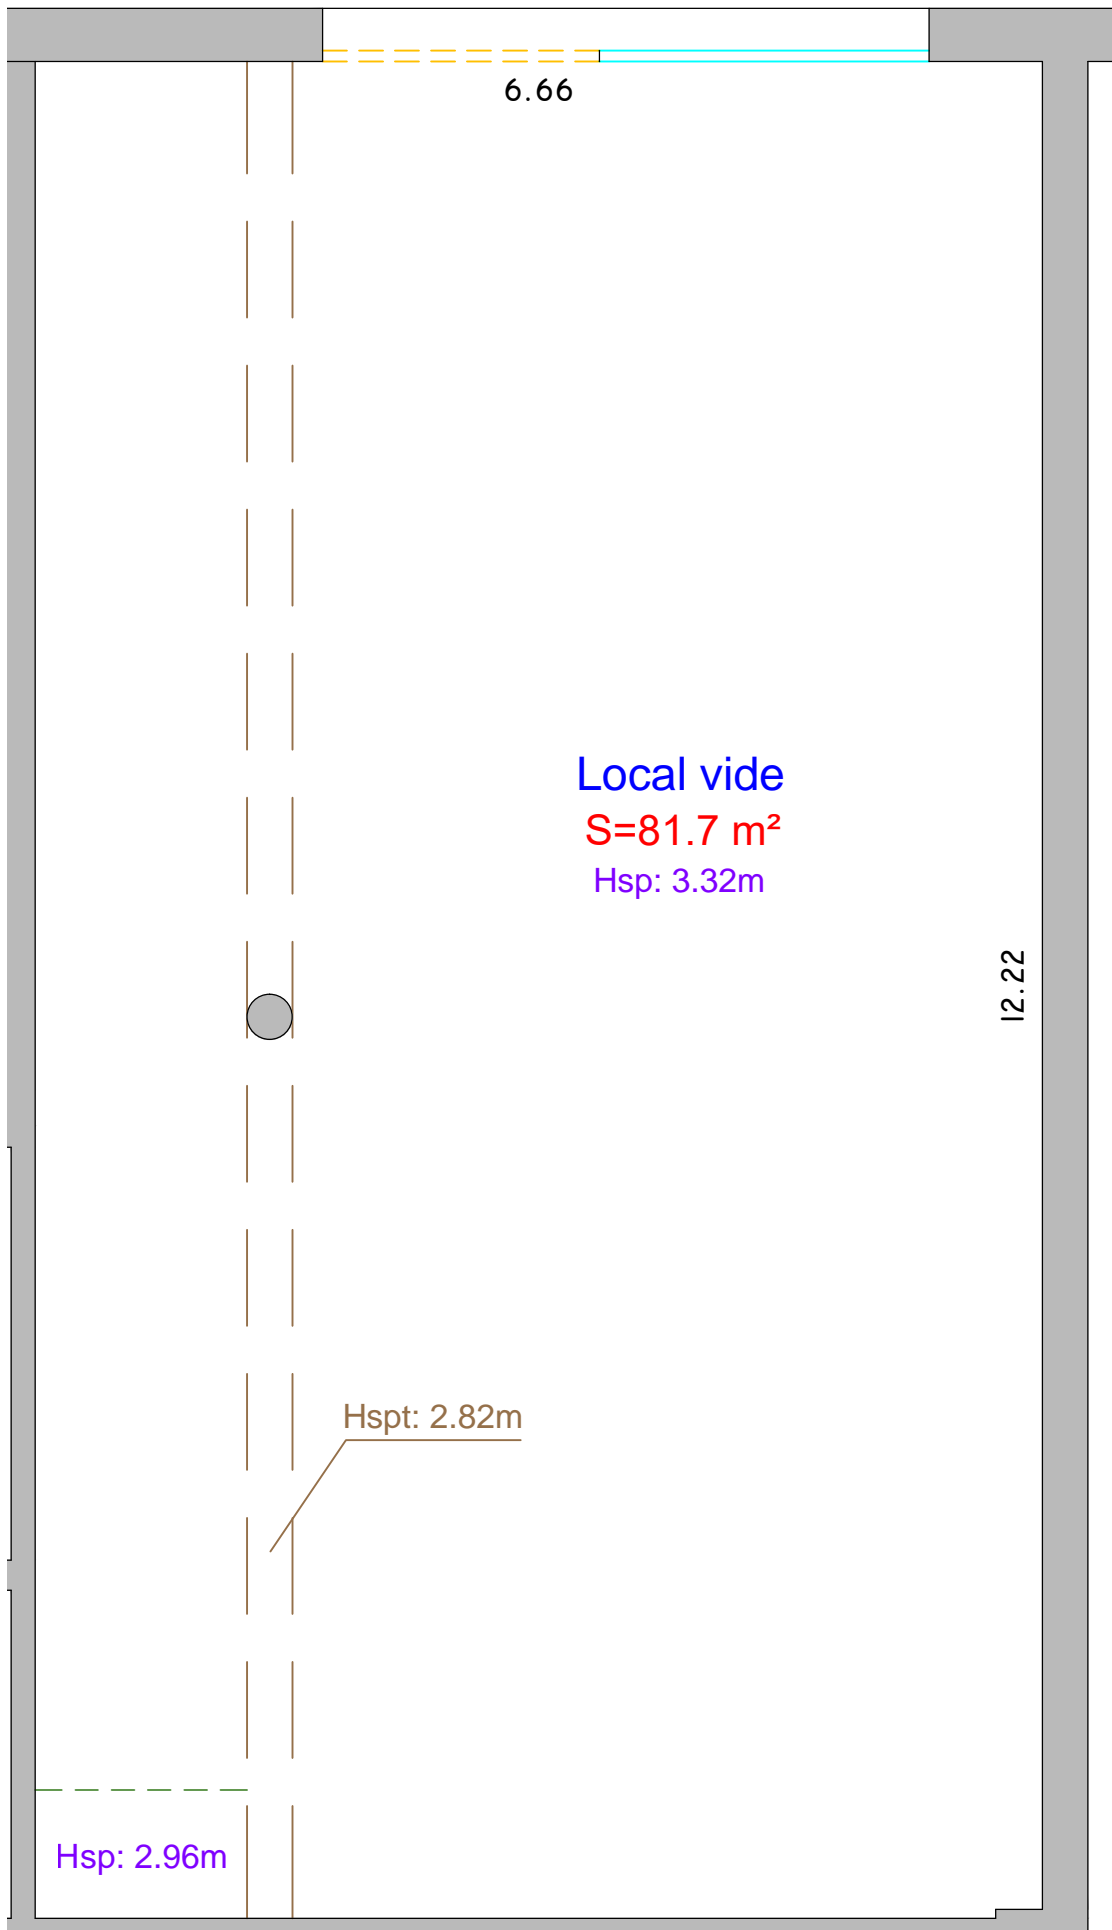 6.66
Local vide
S=81.7 m²
Hsp: 3.32m
12.22
Hspt: 2.82m
Hsp: 2.96m